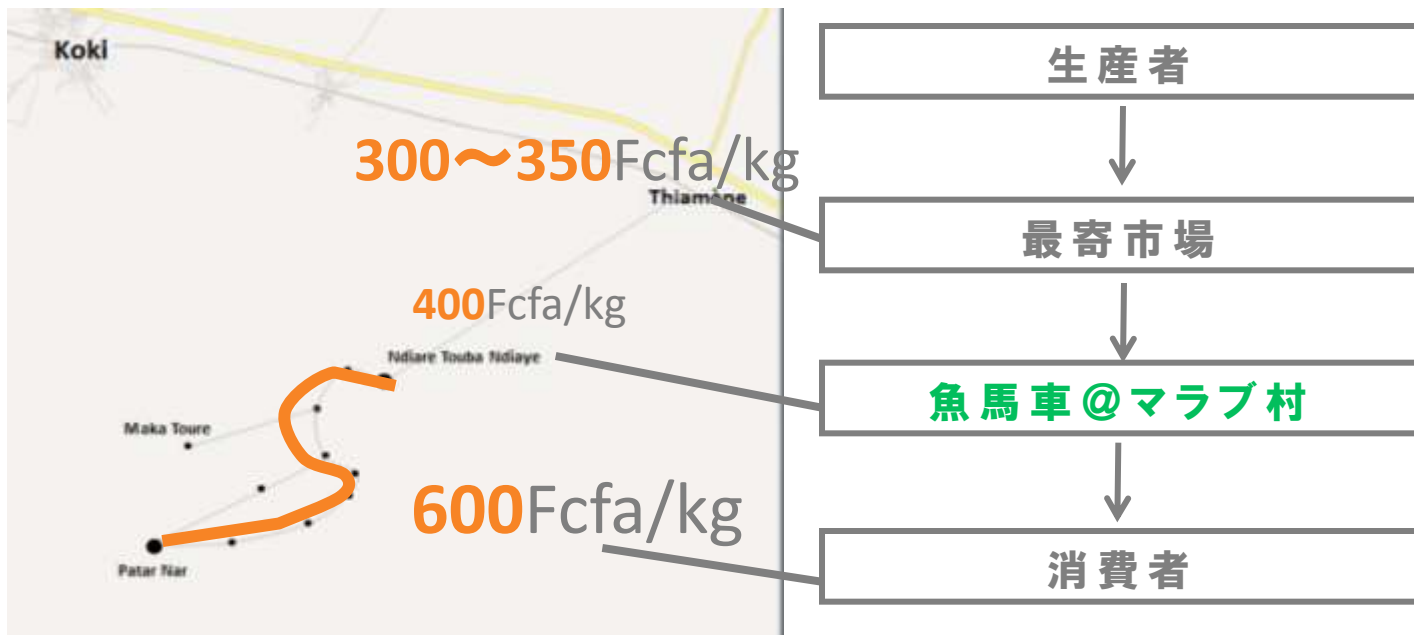 Koki
300～350Fcfa/kg
Thiamène
400Fcfa/kg
Ndiare Touba Ndiaye
Maka Toure
600Fcfa/kg
Patar Nar
生産者
最寄市場
魚馬車@マラブ村
消費者